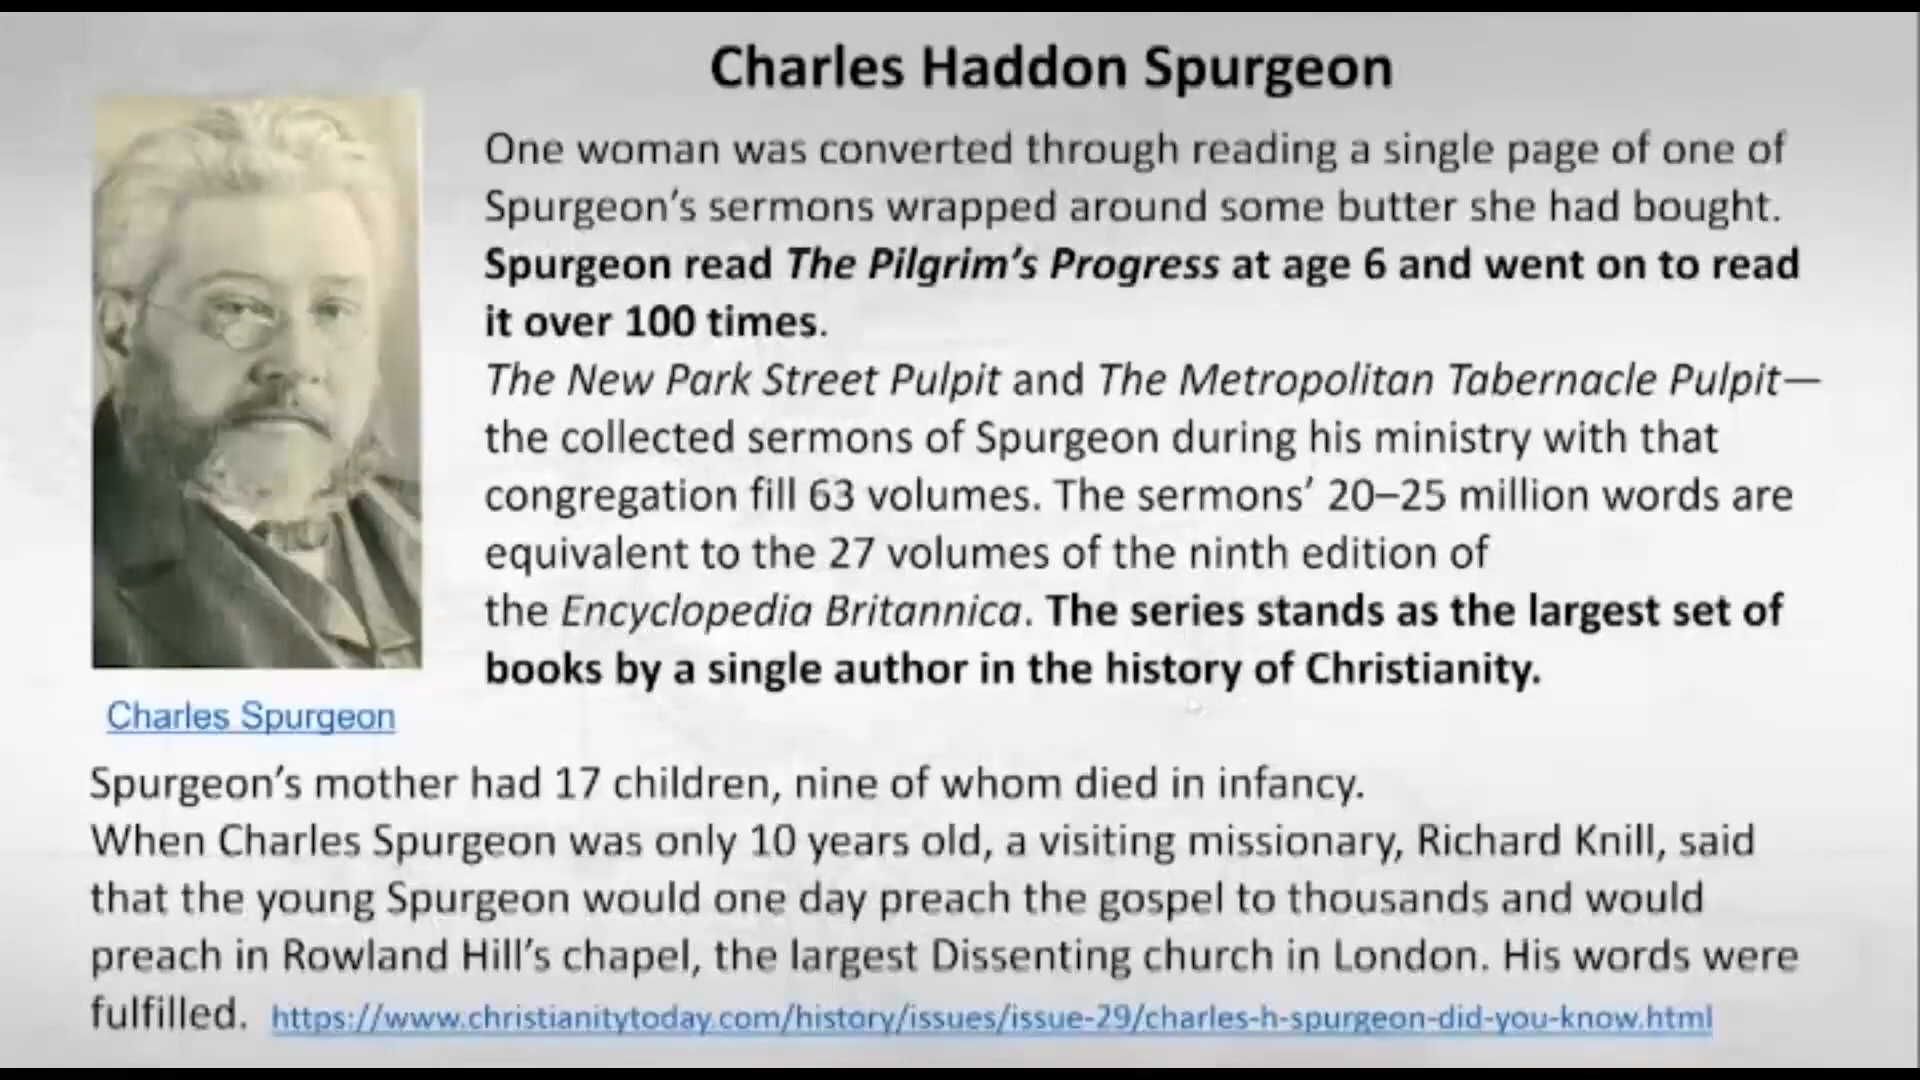 Charles Haddon Spurgeon
One woman was converted through reading a single page of one of
Spurgeon’s sermons wrapped around some butter she had bought.
Spurgeon read The Pilgrim’s Progress at age 6 and went on to read
it over 100 times.
The New Park Street Pulpit and The Metropolitan Tabernacle Pulpit—
the collected sermons of Spurgeon during his ministry with that
congregation fill 63 volumes. The sermons’ 20–25 million words are
equivalent to the 27 volumes of the ninth edition of
the Encyclopedia Britannica. The series stands as the largest set of
books by a single author in the history of Christianity.
Charles Spurgeon
Spurgeon’s mother had 17 children, nine of whom died in infancy.
When Charles Spurgeon was only 10 years old, a visiting missionary, Richard Knill, said
that the young Spurgeon would one day preach the gospel to thousands and would
preach in Rowland Hill’s chapel, the largest Dissenting church in London. His words were
fulfilled. https://www.christianitytoday.com/history/issues/issue-29/charles-h-spurgeon-did-you-know.html